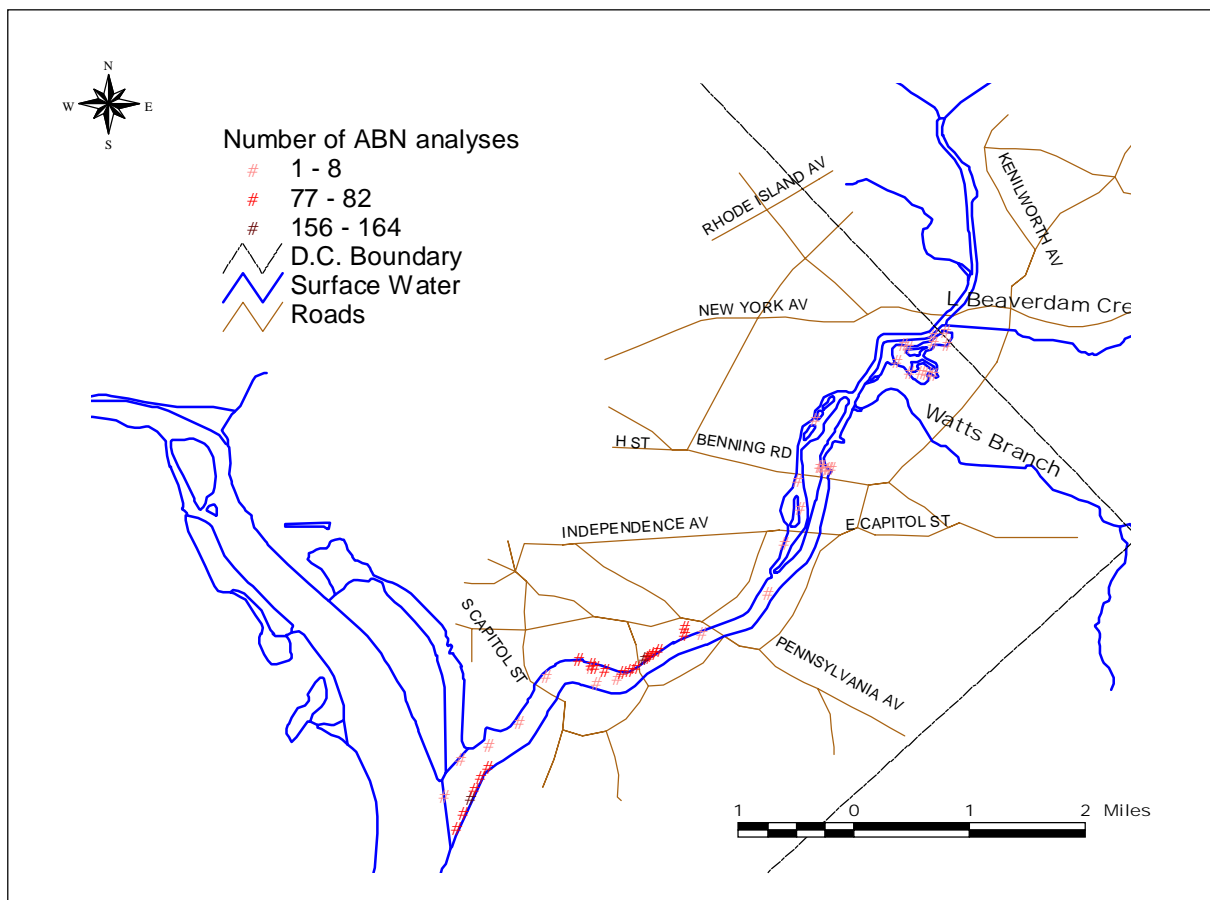 N
W E
S
Number of ABN analyses
# 1 - 8
# 77 - 82
# 156 - 164
D.C. Boundary
Surface Water
Roads
RHODE ISLAND AV
KENILWORTH AV
NEW YORK AV
L Beaverdam Cre
Watts Branch
H ST
BENNING RD
INDEPENDENCE AV
E CAPITOL ST
S CAPITOL ST
PENNSYLVANIA AV
1 0 1 2 Miles